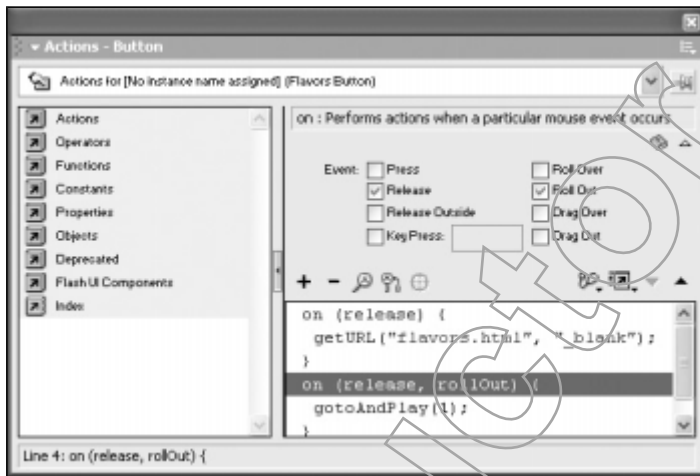 Actions - Button
Actions for [No instance name assigned] (Flavors Button)
Actions
Operators
Functions
Constants
Properties
Objects
Deprecated
Flash UI Components
Index
on : Performs actions when a particular mouse event occurs.
Event:
Press
Release
Release Outside
Key Press:
Roll Over
Roll Out
Drag Over
Drag Out
on (release) {
getURL("flavors.html", "_blank");
}
on (release, rollOut) {
gotoAndPlay(1);
}
Line 4: on (release, rollOut) {